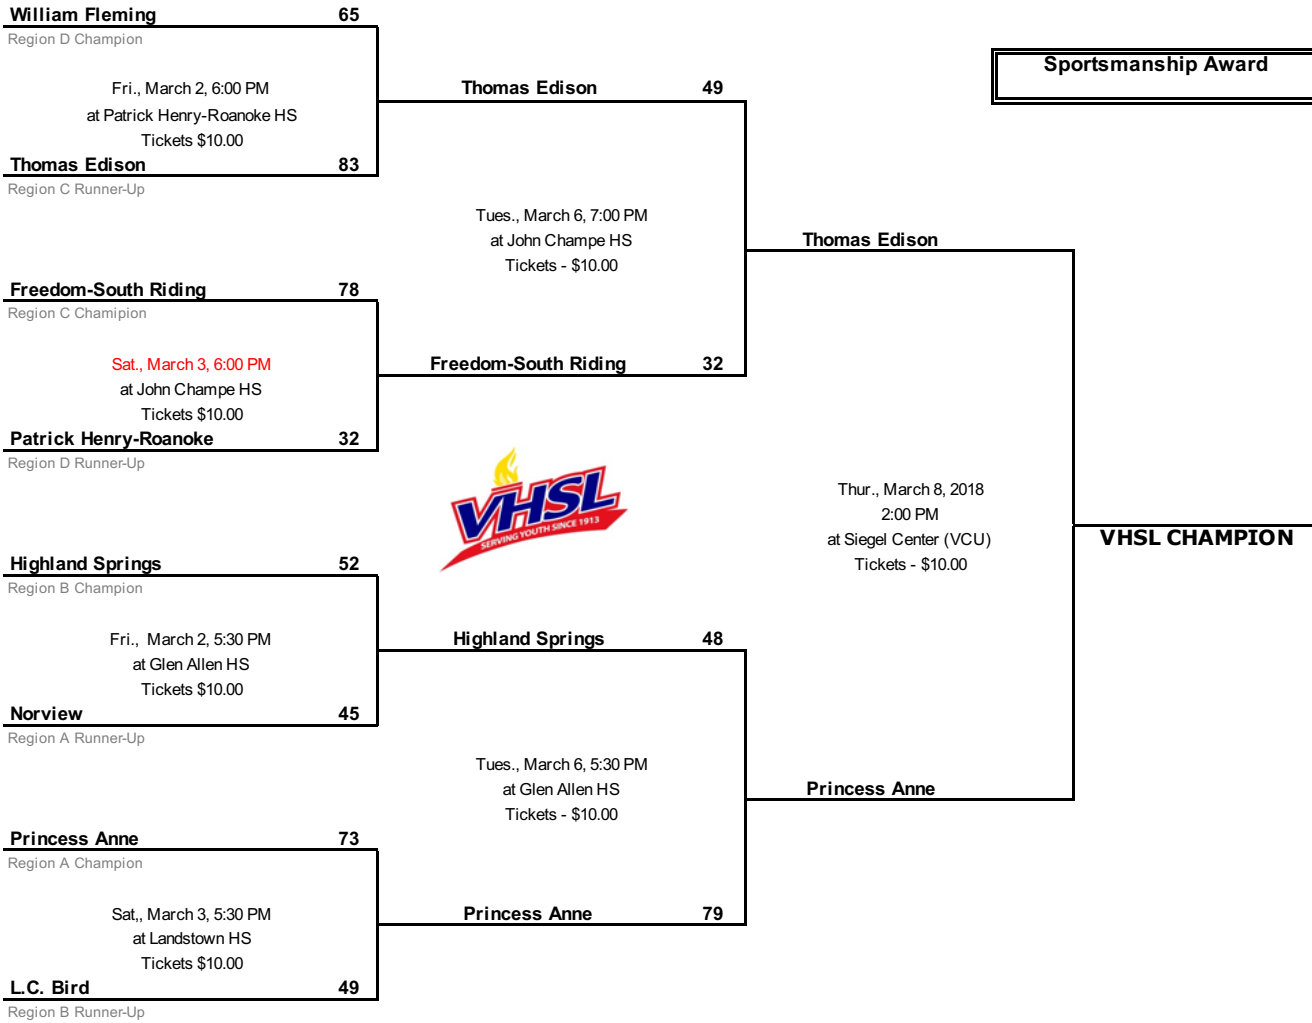 William Fleming 65
Region D Champion
Fri., March 2, 6:00 PM
at Patrick Henry-Roanoke HS
Tickets $10.00
Thomas Edison 83
Region C Runner-Up
Freedom-South Riding 78
Region C Chamipion
Sat., March 3, 6:00 PM
at John Champe HS
Tickets $10.00
Patrick Henry-Roanoke 32
Region D Runner-Up
Highland Springs 52
Region B Champion
Fri.,  March 2, 5:30 PM
at Glen Allen HS
Tickets $10.00
Norview 45
Region A Runner-Up
Princess Anne 73
Region A Champion
Sat,, March 3, 5:30 PM
at Landstown HS
Tickets $10.00
L.C. Bird 49
Region B Runner-Up
Thomas Edison 49
Tues., March 6, 7:00 PM
at John Champe HS
Tickets - $10.00
Freedom-South Riding 32
VHSL
SERVING YOUTH SINCE 1913
Highland Springs 48
Tues., March 6, 5:30 PM
at Glen Allen HS
Tickets - $10.00
Princess Anne 79
Thomas Edison
Thur., March 8, 2018
2:00 PM
at Siegel Center (VCU)
Tickets - $10.00
Princess Anne
Sportsmanship Award
VHSL CHAMPION